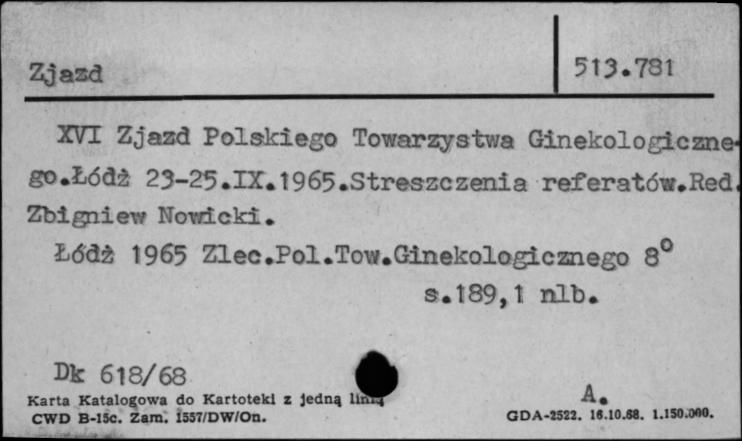 Zjazd 513.781
XVI Zjazd Polskiego Towarzystwa Ginekologiczne-
go.Łódź 23-25.IX.1965.Streszczenia referatów.Red.
Zbigniew Nowicki.
Łódź 1965 Zlec.Pol.Tow.Ginekologicznego 8°
s.189,1 nlb.
Dk 618/68
Karta Katalogowa do Kartoteki z jedną linią
CWD B-15c. Zam. 1557/DW/On.
A.
GDA-2522. 16.10.68. 1.150.000.